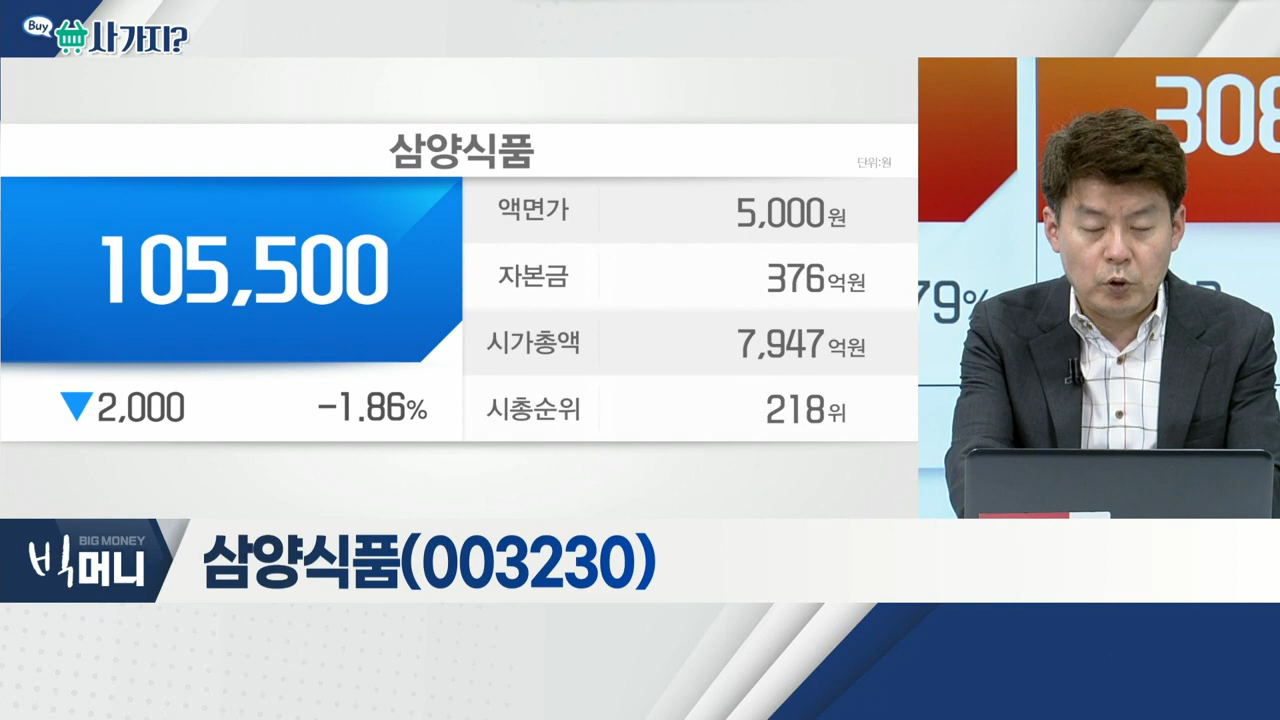 Buy
사가지?
삼양식품
단위:원
105,500
▼2,000 -1.86%
액면가 5,000원
자본금 376억원
시가총액 7,947억원
시총순위 218위
308
79%
BIG MONEY
빅머니
삼양식품(003230)